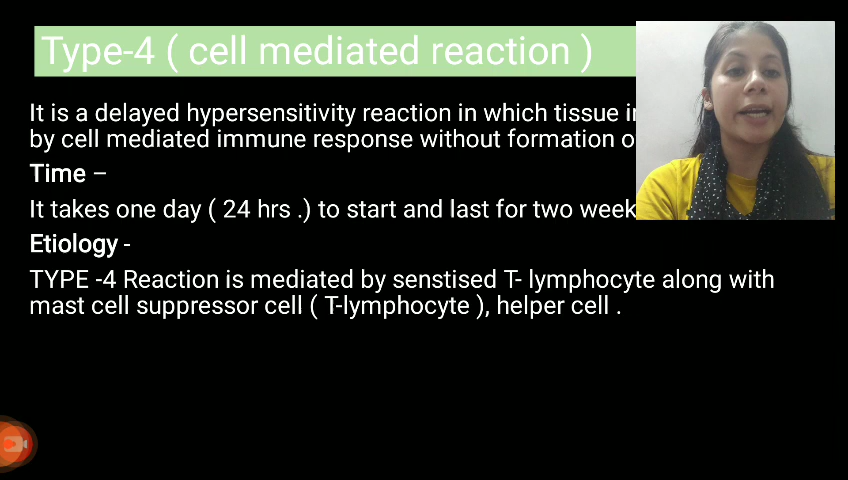 Type-4 ( cell mediated reaction )
It is a delayed hypersensitivity reaction in which tissue
by cell mediated immune response without formation
Time –
It takes one day ( 24 hrs .) to start and last for two week
Etiology -
TYPE -4 Reaction is mediated by senstised T- lymphocyte along with
mast cell suppressor cell ( T-lymphocyte ), helper cell .